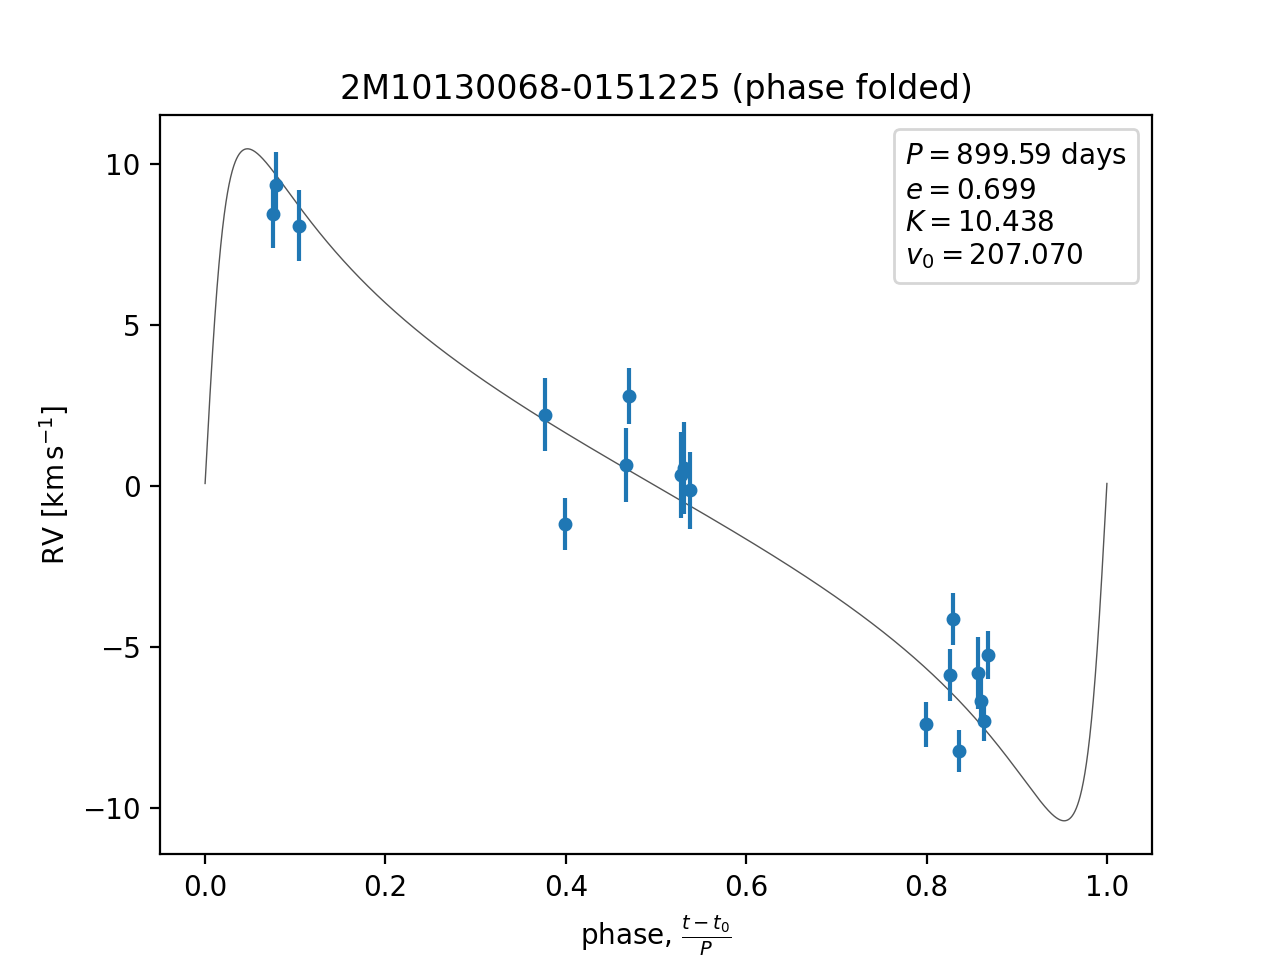 2M10130068-0151225 (phase folded)
P = 899.59 days
e = 0.699
K = 10.438
v₀ = 207.070
RV [km s⁻¹]
10
5
0
−5
−10
0.0 0.2 0.4 0.6 0.8 1.0
phase, (t − t₀)/P